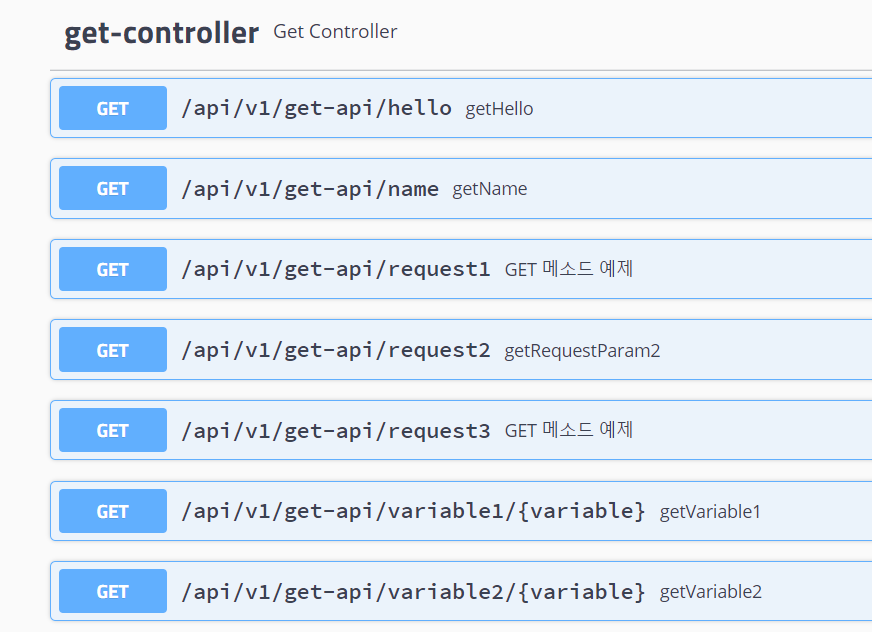 get-controller Get Controller
GET /api/v1/get-api/hello getHello
GET /api/v1/get-api/name getName
GET /api/v1/get-api/request1 GET 메소드 예제
GET /api/v1/get-api/request2 getRequestParam2
GET /api/v1/get-api/request3 GET 메소드 예제
GET /api/v1/get-api/variable1/{variable} getVariable1
GET /api/v1/get-api/variable2/{variable} getVariable2